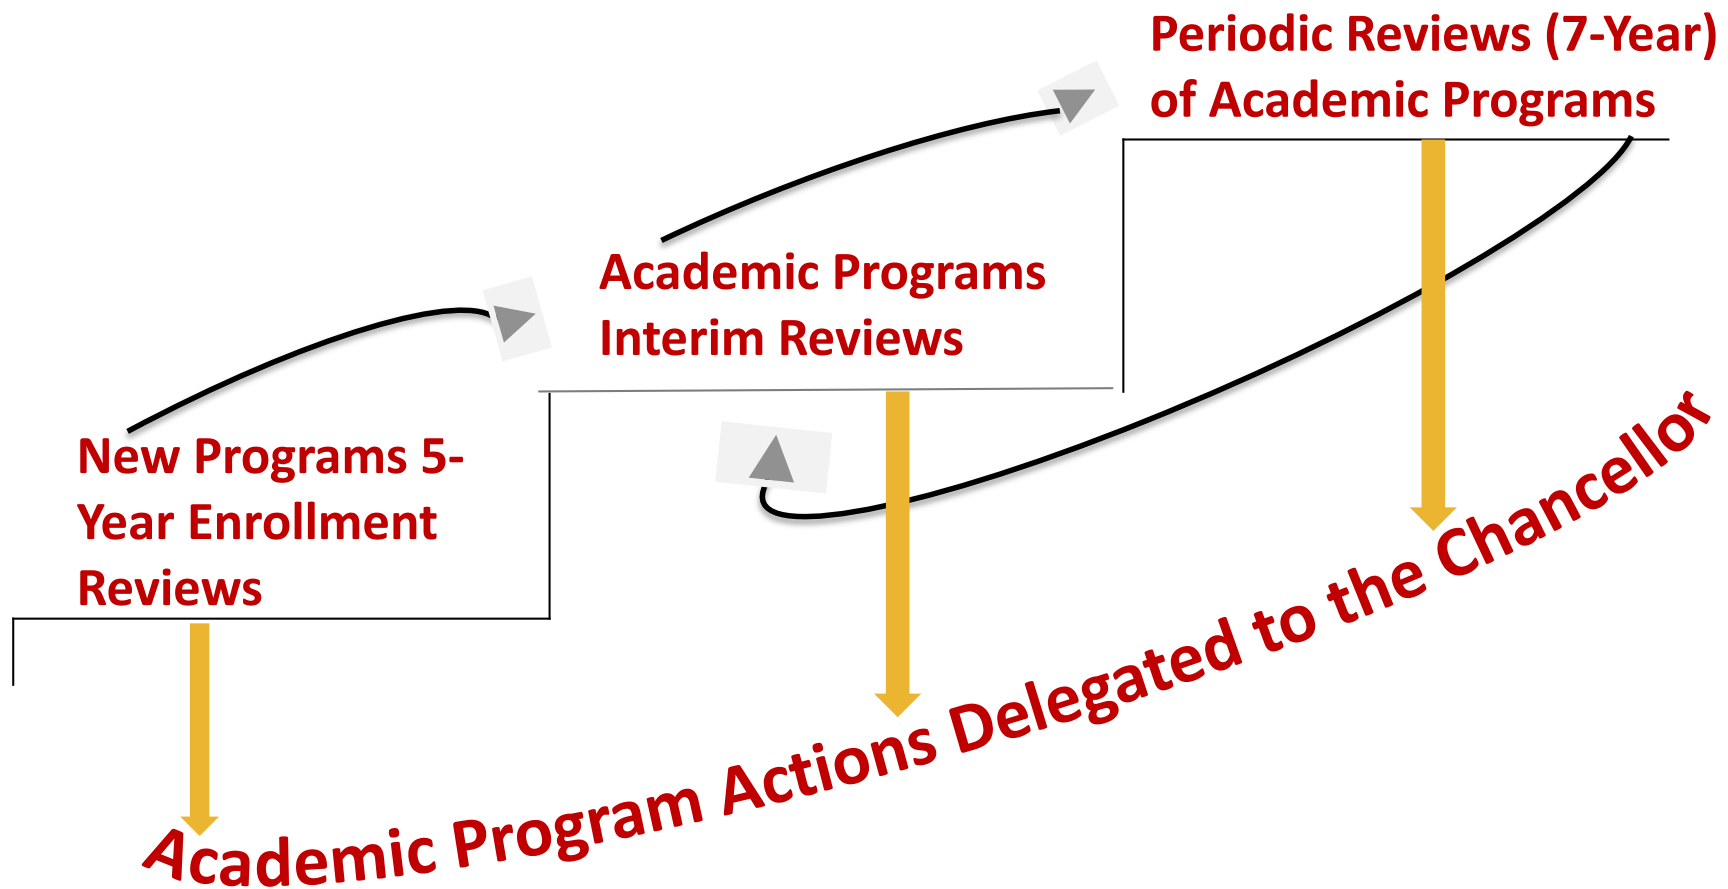 Periodic Reviews (7-Year)
of Academic Programs
Academic Programs
Interim Reviews
New Programs 5-
Year Enrollment
Reviews
Academic Program Actions Delegated to the Chancellor